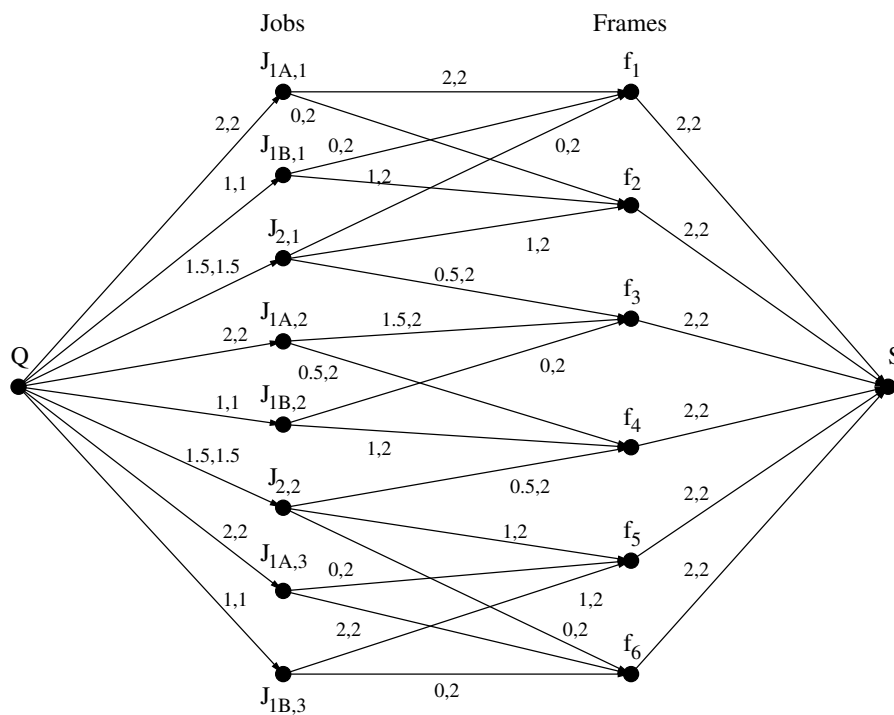 Jobs Frames
J1A,1 f1
2,2
2,2 0,2 2,2
J1B,1 0,2 0,2
1,1 1,2 f2
J2,1
1.5,1.5 1,2 2,2
0.5,2 f3
J1A,2 1.5,2
Q 2,2 2,2 S
0.5,2 0,2
J1B,2
1,1 f4 2,2
1,2
1.5,1.5 J2,2
0.5,2 2,2
1,2 f5
2,2 J1A,3
0,2 2,2
1,1 1,2
2,2 0,2 f6
J1B,3 0,2